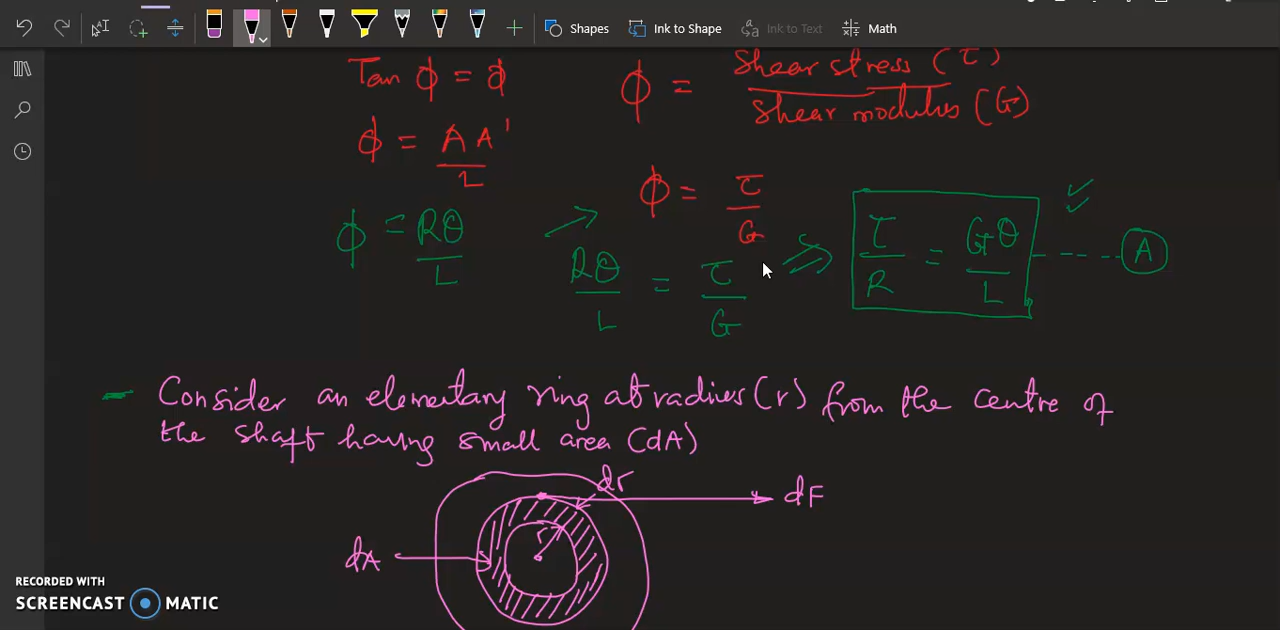 Shapes Ink to Shape Ink to Text Math
Tan ϕ = ϕ
ϕ = Shear stress (τ) / Shear modulus (G)
ϕ = AA' / L
ϕ = τ / G
ϕ = Rθ / L
Rθ / L = τ / G
τ / R = Gθ / L ---- A
- Consider an elementary ring at radius (r) from the centre of
the shaft having small area (dA)
dr
dF
r
dA
RECORDED WITH
SCREENCAST MATIC